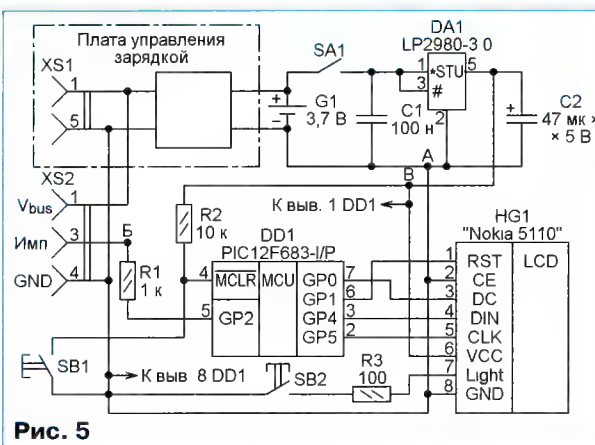 Плата управления
зарядкой
XS1
1
5
XS2
Vbus
1
Имп
3
Б
GND
4
R1
1 к
R2
10 к
SA1
+
G1
3,7 В
−
C1
100 н
DA1
LP2980-3 0
1
*STU
5
3
#
2
+
C2
47 мк ×
× 5 В
А
В
К выв. 1 DD1
DD1
PIC12F683-I/P
4
MCLR
MCU
GP0
7
GP1
6
5
GP2
GP4
3
GP5
2
HG1
"Nokia 5110"
1
RST
LCD
2
CE
3
DC
4
DIN
5
CLK
6
VCC
7
Light
8
GND
SB1
К выв 8 DD1
SB2
R3
100
Рис. 5